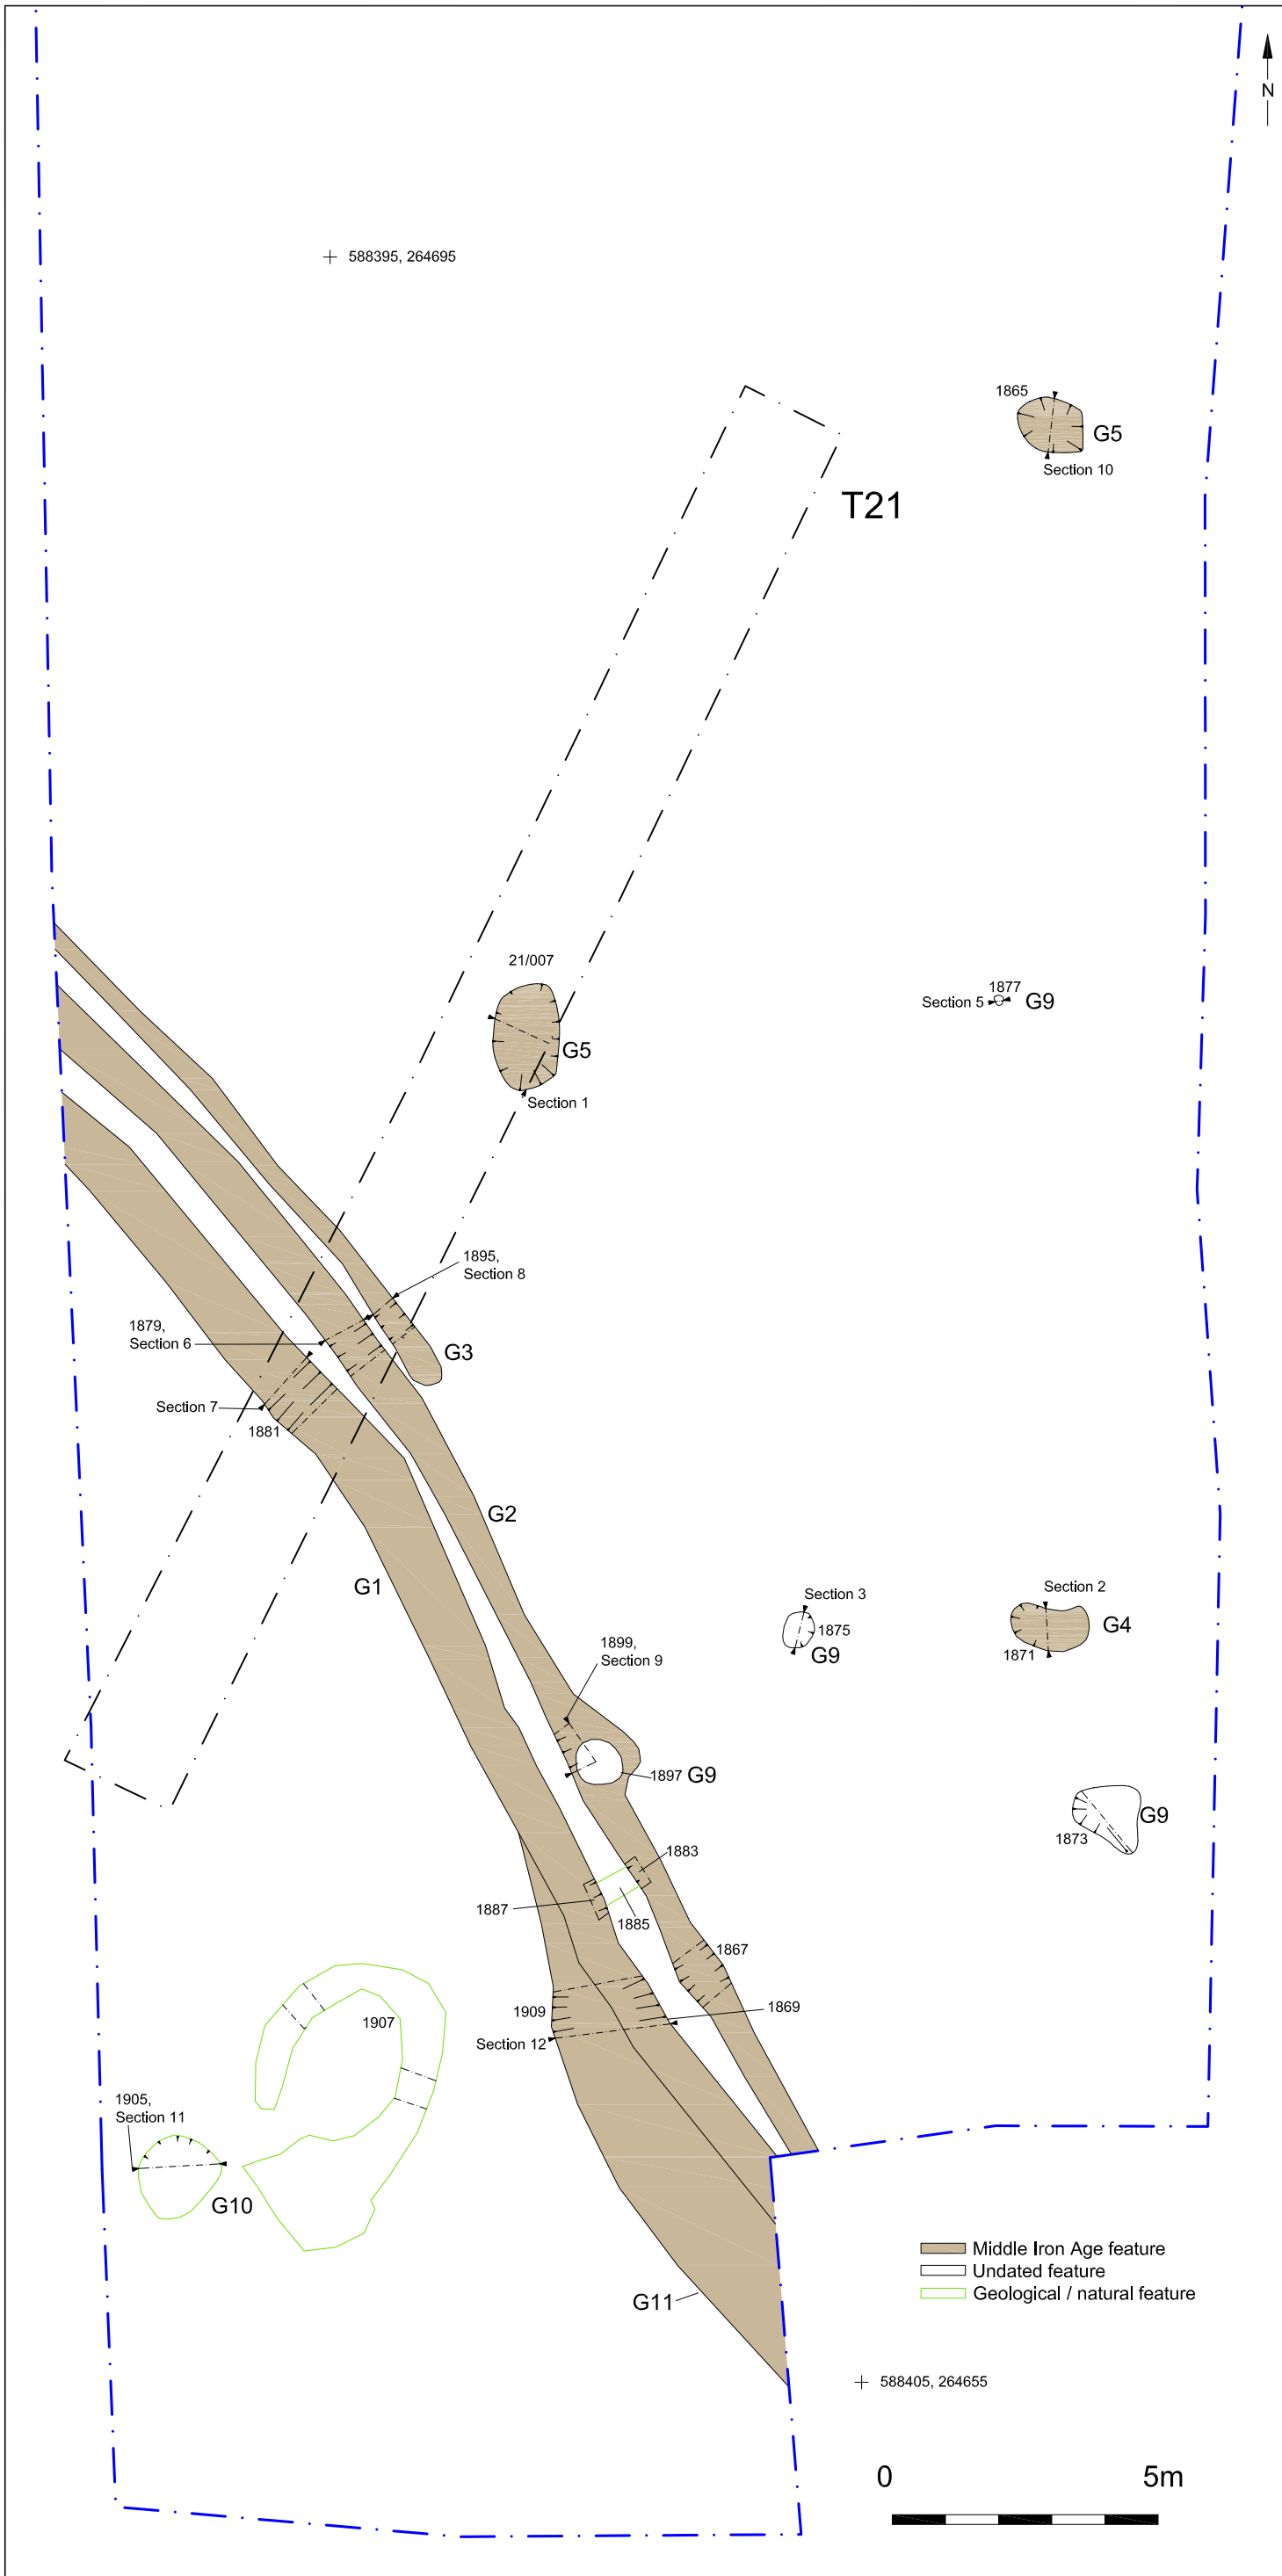 N
588395, 264695
1865
G5
Section 10
T21
21/007
G5
Section 1
1877
Section 5
G9
1895,
Section 8
1879,
Section 6
G3
Section 7
1881
G2
G1
Section 3
1875
G9
Section 2
G4
1871
1899,
Section 9
1897 G9
G9
1873
1883
1887
1885
1867
1909
1869
Section 12
1907
1905,
Section 11
G10
Middle Iron Age feature
Undated feature
Geological / natural feature
G11
588405, 264655
0 5m